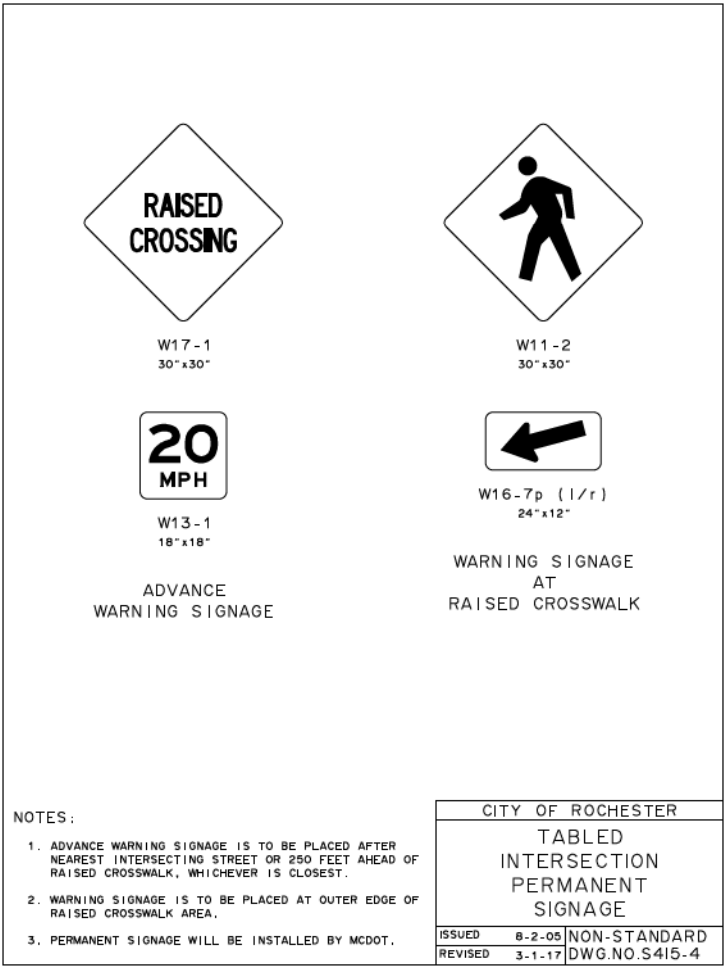 RAISED
CROSSING
W17-1
30"x30"
W11-2
30"x30"
20
MPH
W13-1
18"x18"
W16-7p (l/r)
24"x12"
ADVANCE
WARNING SIGNAGE
WARNING SIGNAGE
AT
RAISED CROSSWALK
NOTES:
1. ADVANCE WARNING SIGNAGE IS TO BE PLACED AFTER
NEAREST INTERSECTING STREET OR 250 FEET AHEAD OF
RAISED CROSSWALK, WHICHEVER IS CLOSEST.
2. WARNING SIGNAGE IS TO BE PLACED AT OUTER EDGE OF
RAISED CROSSWALK AREA.
3. PERMANENT SIGNAGE WILL BE INSTALLED BY MCDOT.
CITY OF ROCHESTER
TABLED
INTERSECTION
PERMANENT
SIGNAGE
ISSUED 8-2-05 NON-STANDARD
REVISED 3-1-17 DWG.NO.S415-4